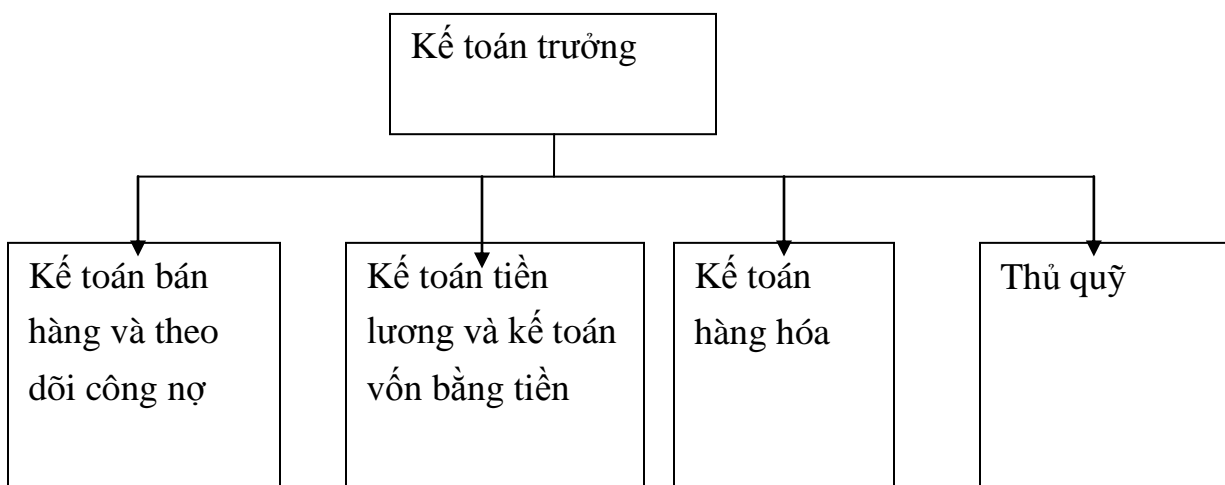 Kế toán trưởng
Kế toán bán
hàng và theo
dõi công nợ
Kế toán tiền
lương và kế toán
vốn bằng tiền
Kế toán
hàng hóa
Thủ quỹ